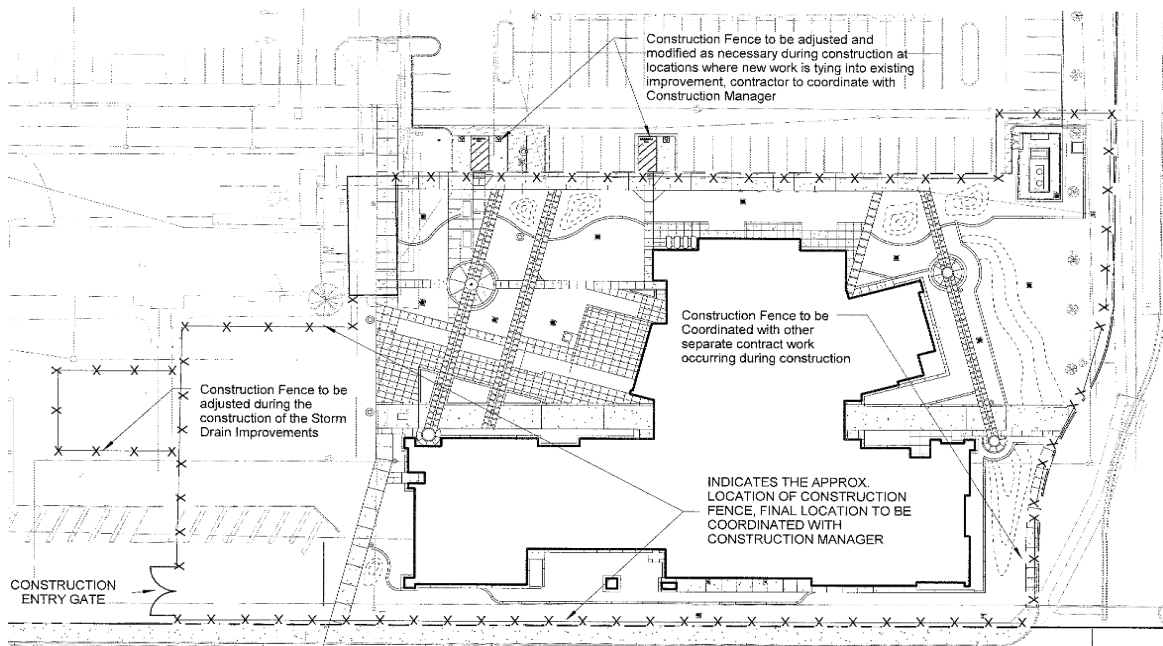 Construction Fence to be adjusted and
modified as necessary during construction at
locations where new work is tying into existing
improvement, contractor to coordinate with
Construction Manager
Construction Fence to be
Coordinated with other
separate contract work
occurring during construction
Construction Fence to be
adjusted during the
construction of the Storm
Drain Improvements
INDICATES THE APPROX.
LOCATION OF CONSTRUCTION
FENCE, FINAL LOCATION TO BE
COORDINATED WITH
CONSTRUCTION MANAGER
CONSTRUCTION
ENTRY GATE